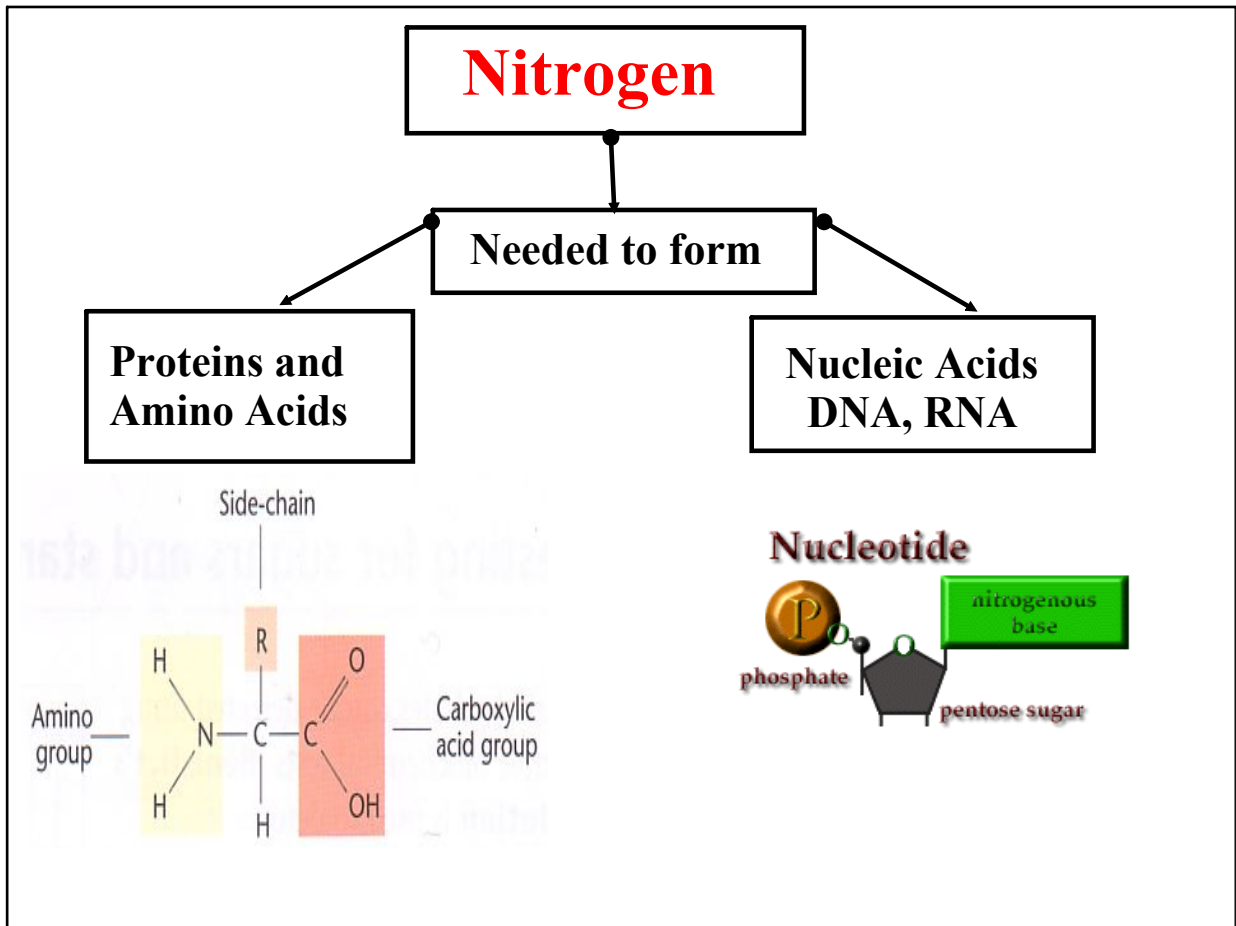 Nitrogen
Needed to form
Proteins and
Amino Acids
Nucleic Acids
DNA, RNA
Side-chain
R
H
O
Amino
group
N
C
C
Carboxylic
acid group
H
H
OH
Nucleotide
P
O
O
nitrogenous
base
phosphate
pentose sugar